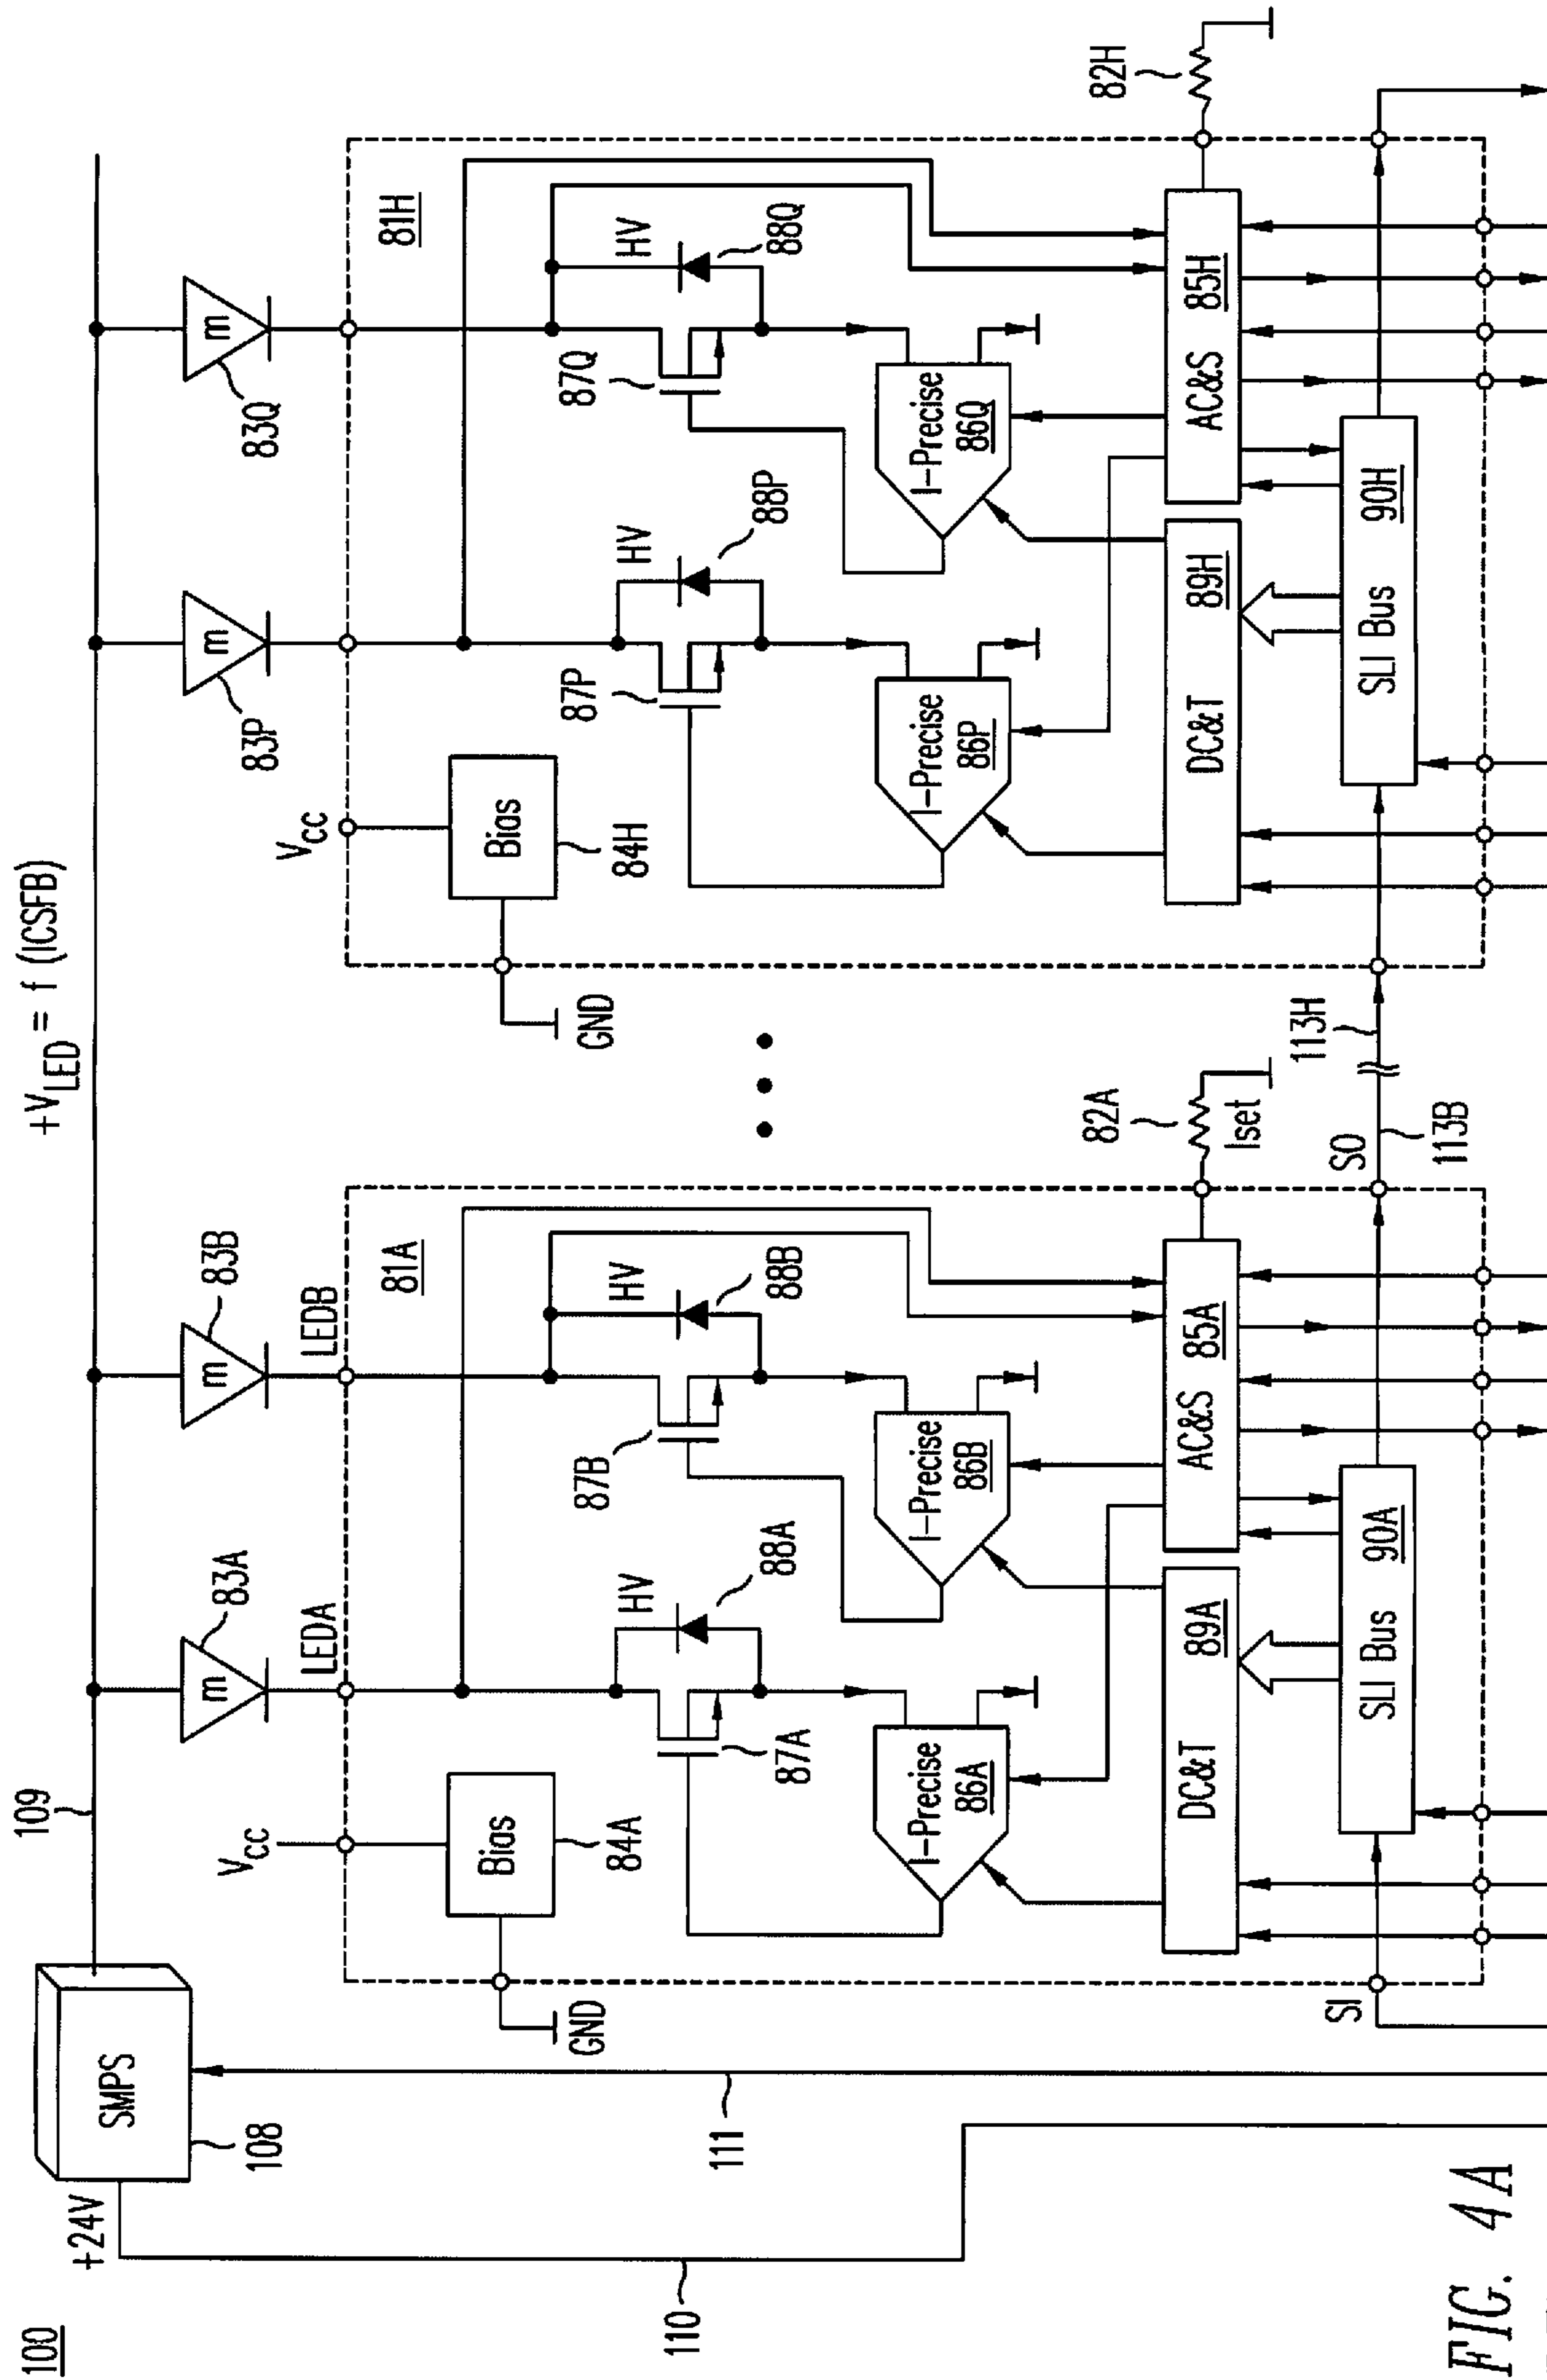 100
+24V
SMPS
108
109
+V_LED = f (ICSFB)
110
111
83A
83B
83P
83Q
m
m
m
m
LEDA
LEDB
V_CC
GND
Bias
84A
81A
HV
88A
87A
HV
88B
87B
I-Precise
86A
I-Precise
86B
DC&T 89A
AC&S 85A
82A
Iset
SLI Bus 90A
SI
SO
113B
113H
V_CC
GND
Bias
84H
81H
HV
88P
87P
HV
88Q
87Q
I-Precise
86P
I-Precise
86Q
DC&T 89H
AC&S 85H
82H
SLI Bus 90H
FIG. 4A